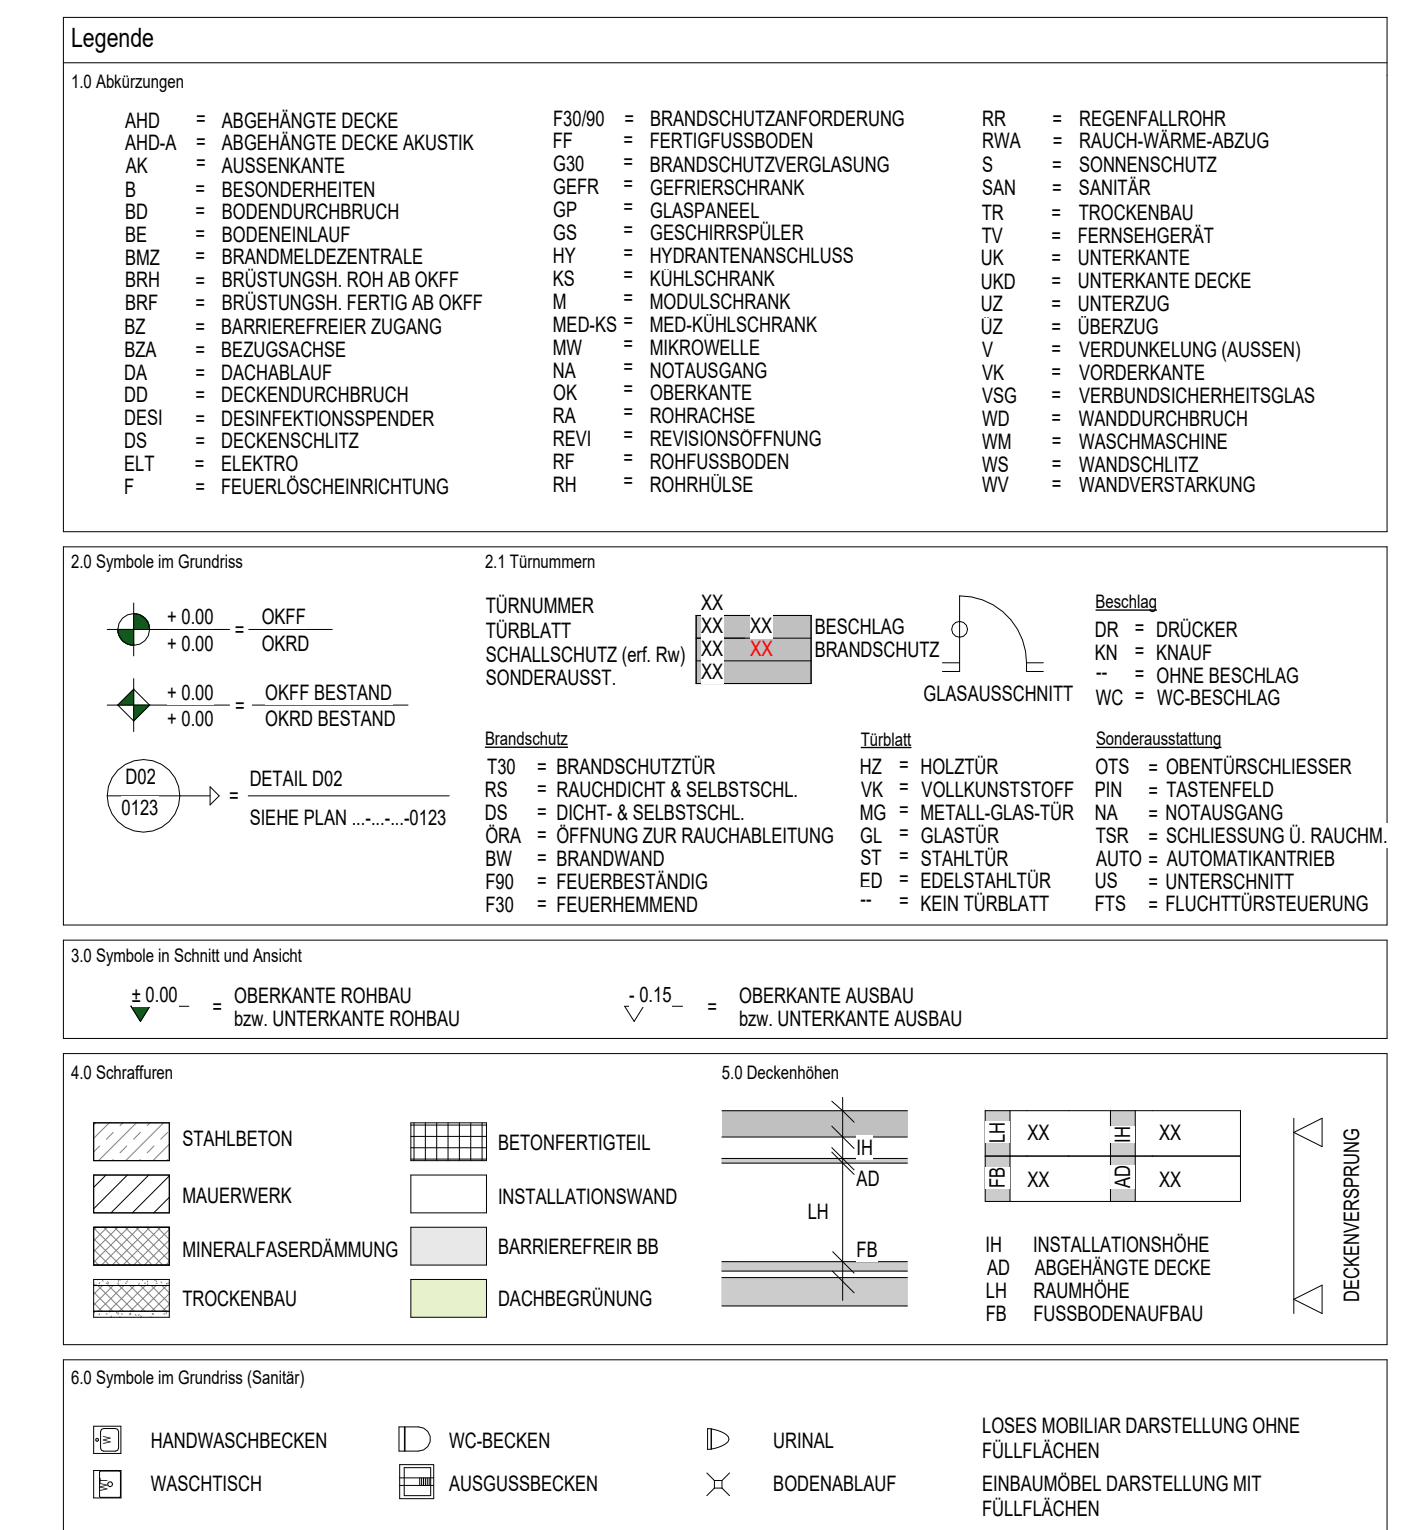 Legende
1.0 Abkürzungen
AHD = ABGEHÄNGTE DECKE
AHD-A = ABGEHÄNGTE DECKE AKUSTIK
AK = AUSSENKANTE
B = BESONDERHEITEN
BD = BODENDURCHBRUCH
BE = BODENEINLAUF
BMZ = BRANDMELDEZENTRALE
BRH = BRÜSTUNGSH. ROH AB OKFF
BRF = BRÜSTUNGSH. FERTIG AB OKFF
BZ = BARRIEREFREIER ZUGANG
BZA = BEZUGSACHSE
DA = DACHABLAUF
DD = DECKENDURCHBRUCH
DESI = DESINFEKTIONSSPENDER
DS = DECKENSCHLITZ
ELT = ELEKTRO
F = FEUERLÖSCHEINRICHTUNG
F30/90 = BRANDSCHUTZANFORDERUNG
FF = FERTIGFUSSBODEN
G30 = BRANDSCHUTZVERGLASUNG
GEFR = GEFRIERSCHRANK
GP = GLASPANEEL
GS = GESCHIRRSPÜLER
HY = HYDRANTENANSCHLUSS
KS = KÜHLSCHRANK
M = MODULSCHRANK
MED-KS = MED-KÜHLSCHRANK
MW = MIKROWELLE
NA = NOTAUSGANG
OK = OBERKANTE
RA = ROHRACHSE
REVI = REVISIONSÖFFNUNG
RF = ROHFUSSBODEN
RH = ROHRHÜLSE
RR = REGENFALLROHR
RWA = RAUCH-WÄRME-ABZUG
S = SONNENSCHUTZ
SAN = SANITÄR
TR = TROCKENBAU
TV = FERNSEHGERÄT
UK = UNTERKANTE
UKD = UNTERKANTE DECKE
UZ = UNTERZUG
ÜZ = ÜBERZUG
V = VERDUNKELUNG (AUSSEN)
VK = VORDERKANTE
VSG = VERBUNDSICHERHEITSGLAS
WD = WANDDURCHBRUCH
WM = WASCHMASCHINE
WS = WANDSCHLITZ
WV = WANDVERSTARKUNG
2.0 Symbole im Grundriss
+ 0.00 = OKFF
+ 0.00 OKRD
+ 0.00 = OKFF BESTAND
+ 0.00 OKRD BESTAND
D02 = DETAIL D02
0123 SIEHE PLAN ...-...-...-0123
2.1 Türnummern
TÜRNUMMER XX
TÜRBLATT XX XX BESCHLAG
SCHALLSCHUTZ (erf. Rw) XX XX BRANDSCHUTZ
SONDERAUSST. XX
GLASAUSSCHNITT
Beschlag
DR = DRÜCKER
KN = KNAUF
-- = OHNE BESCHLAG
WC = WC-BESCHLAG
Brandschutz
T30 = BRANDSCHUTZTÜR
RS = RAUCHDICHT & SELBSTSCHL.
DS = DICHT- & SELBSTSCHL.
ÖRA = ÖFFNUNG ZUR RAUCHABLEITUNG
BW = BRANDWAND
F90 = FEUERBESTÄNDIG
F30 = FEUERHEMMEND
Türblatt
HZ = HOLZTÜR
VK = VOLLKUNSTSTOFF
MG = METALL-GLAS-TÜR
GL = GLASTÜR
ST = STAHLTÜR
ED = EDELSTAHLTÜR
-- = KEIN TÜRBLATT
Sonderausstattung
OTS = OBENTÜRSCHLIESSER
PIN = TASTENFELD
NA = NOTAUSGANG
TSR = SCHLIESSUNG Ü. RAUCHM.
AUTO = AUTOMATIKANTRIEB
US = UNTERSCHNITT
FTS = FLUCHTTÜRSTEUERUNG
3.0 Symbole in Schnitt und Ansicht
± 0.00 = OBERKANTE ROHBAU
bzw. UNTERKANTE ROHBAU
- 0.15 = OBERKANTE AUSBAU
bzw. UNTERKANTE AUSBAU
4.0 Schraffuren
STAHLBETON
MAUERWERK
MINERALFASERDÄMMUNG
TROCKENBAU
BETONFERTIGTEIL
INSTALLATIONSWAND
BARRIEREFREIR BB
DACHBEGRÜNUNG
5.0 Deckenhöhen
IH
AD
LH
FB
LH XX IH XX
FB XX AD XX
IH INSTALLATIONSHÖHE
AD ABGEHÄNGTE DECKE
LH RAUMHÖHE
FB FUSSBODENAUFBAU
DECKENVERSPRUNG
6.0 Symbole im Grundriss (Sanitär)
W HANDWASCHBECKEN
W WASCHTISCH
WC-BECKEN
AUSGUSSBECKEN
URINAL
BODENABLAUF
LOSES MOBILIAR DARSTELLUNG OHNE
FÜLLFLÄCHEN
EINBAUMÖBEL DARSTELLUNG MIT
FÜLLFLÄCHEN